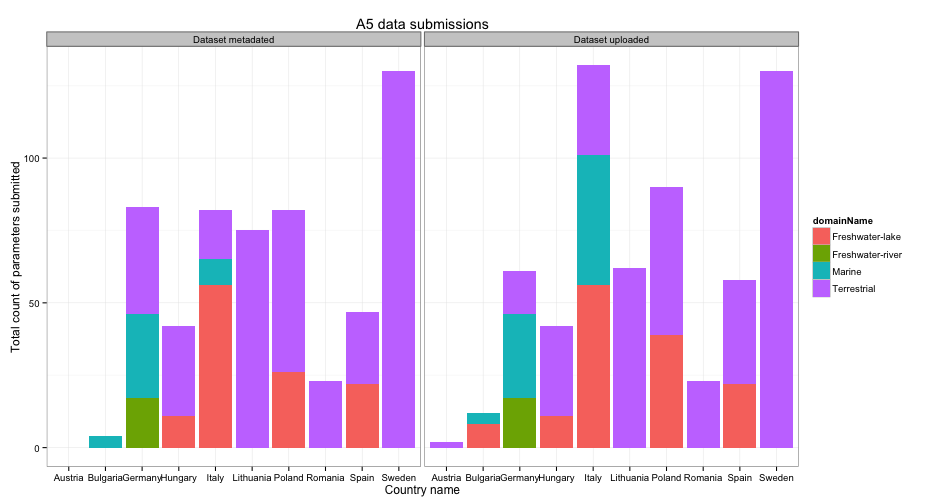 A5 data submissions
Dataset metadated Dataset uploaded
Total count of parameters submitted
100
50
0
Austria Bulgaria Germany Hungary Italy Lithuania Poland Romania Spain Sweden Austria Bulgaria Germany Hungary Italy Lithuania Poland Romania Spain Sweden
Country name
domainName
Freshwater-lake
Freshwater-river
Marine
Terrestrial